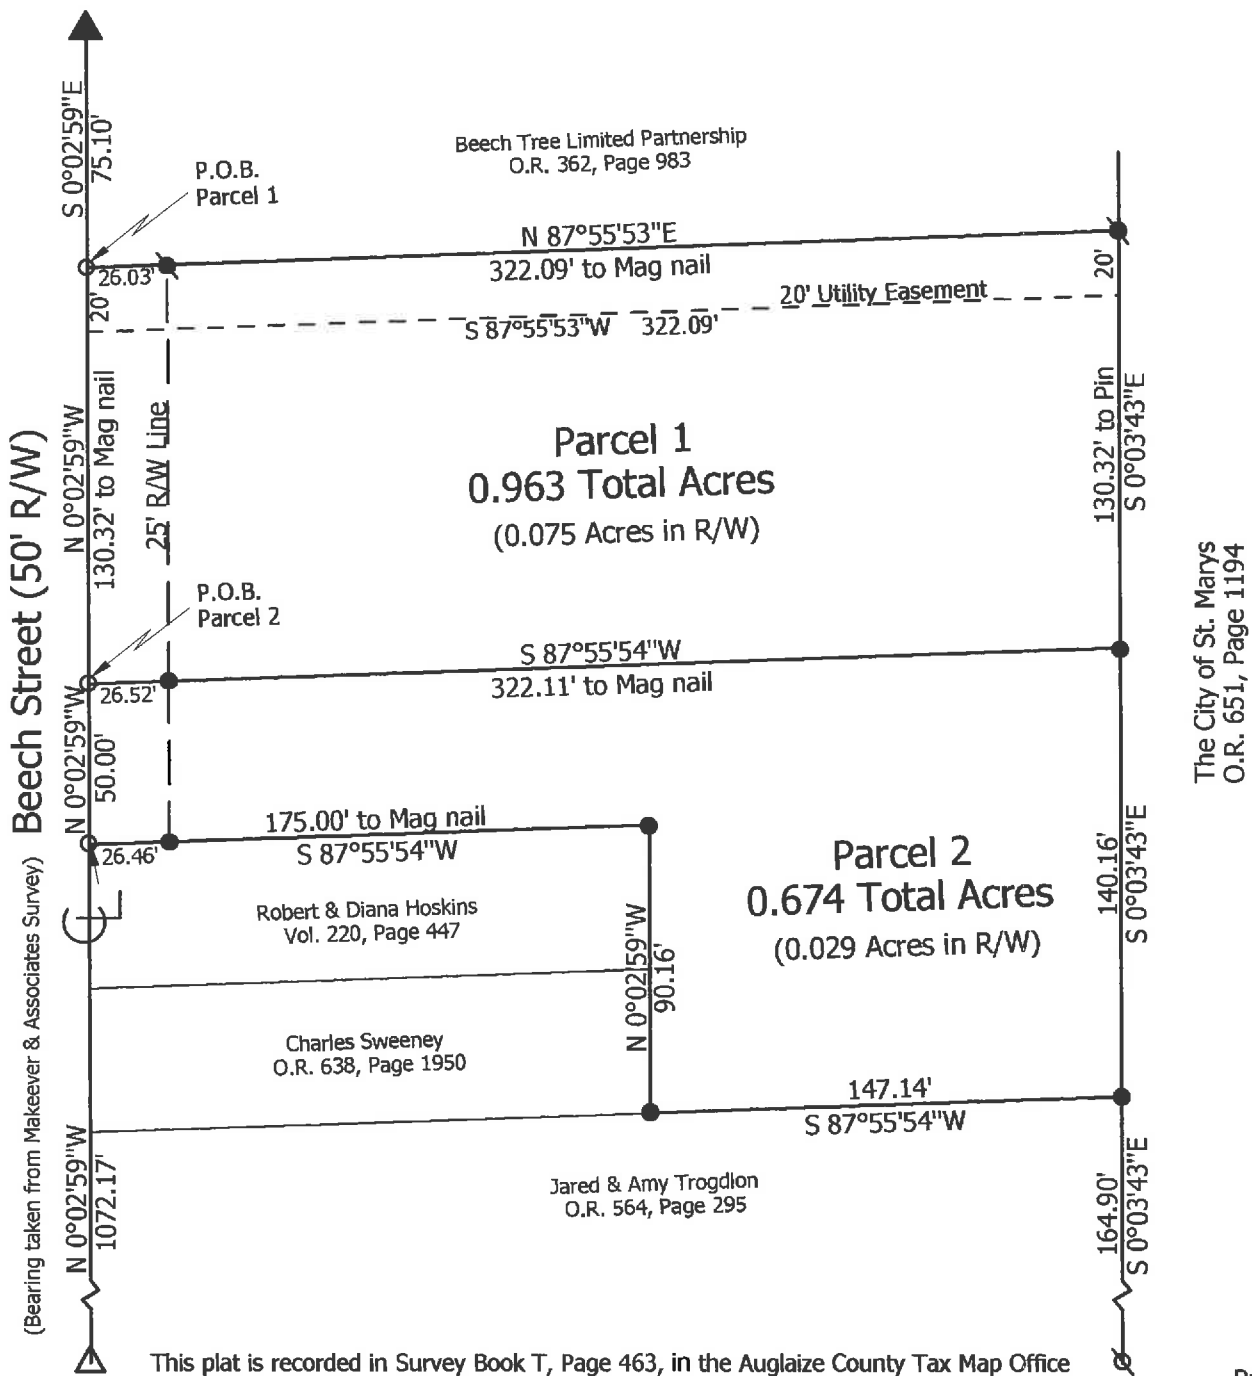 S 0°02'59"E
75.10'
Beech Tree Limited Partnership
O.R. 362, Page 983
P.O.B.
Parcel 1
N 87°55'53"E
322.09' to Mag nail
26.03'
20'
20'
20' Utility Easement
S 87°55'53"W 322.09'
N 0°02'59"W
130.32' to Mag nail
25' R/W Line
Parcel 1
0.963 Total Acres
(0.075 Acres in R/W)
130.32' to Pin
S 0°03'43"E
Beech Street (50' R/W)
(Bearing taken from Makeever & Associates Survey)
The City of St. Marys
O.R. 651, Page 1194
P.O.B.
Parcel 2
S 87°55'54"W
322.11' to Mag nail
26.52'
N 0°02'59"W
50.00'
175.00' to Mag nail
S 87°55'54"W
26.46'
Parcel 2
0.674 Total Acres
(0.029 Acres in R/W)
140.16'
S 0°03'43"E
Robert & Diana Hoskins
Vol. 220, Page 447
N 0°02'59"W
90.16'
Charles Sweeney
O.R. 638, Page 1950
147.14'
S 87°55'54"W
N 0°02'59"W
1072.17'
Jared & Amy Trogdlon
O.R. 564, Page 295
164.90'
S 0°03'43"E
This plat is recorded in Survey Book T, Page 463, in the Auglaize County Tax Map Office